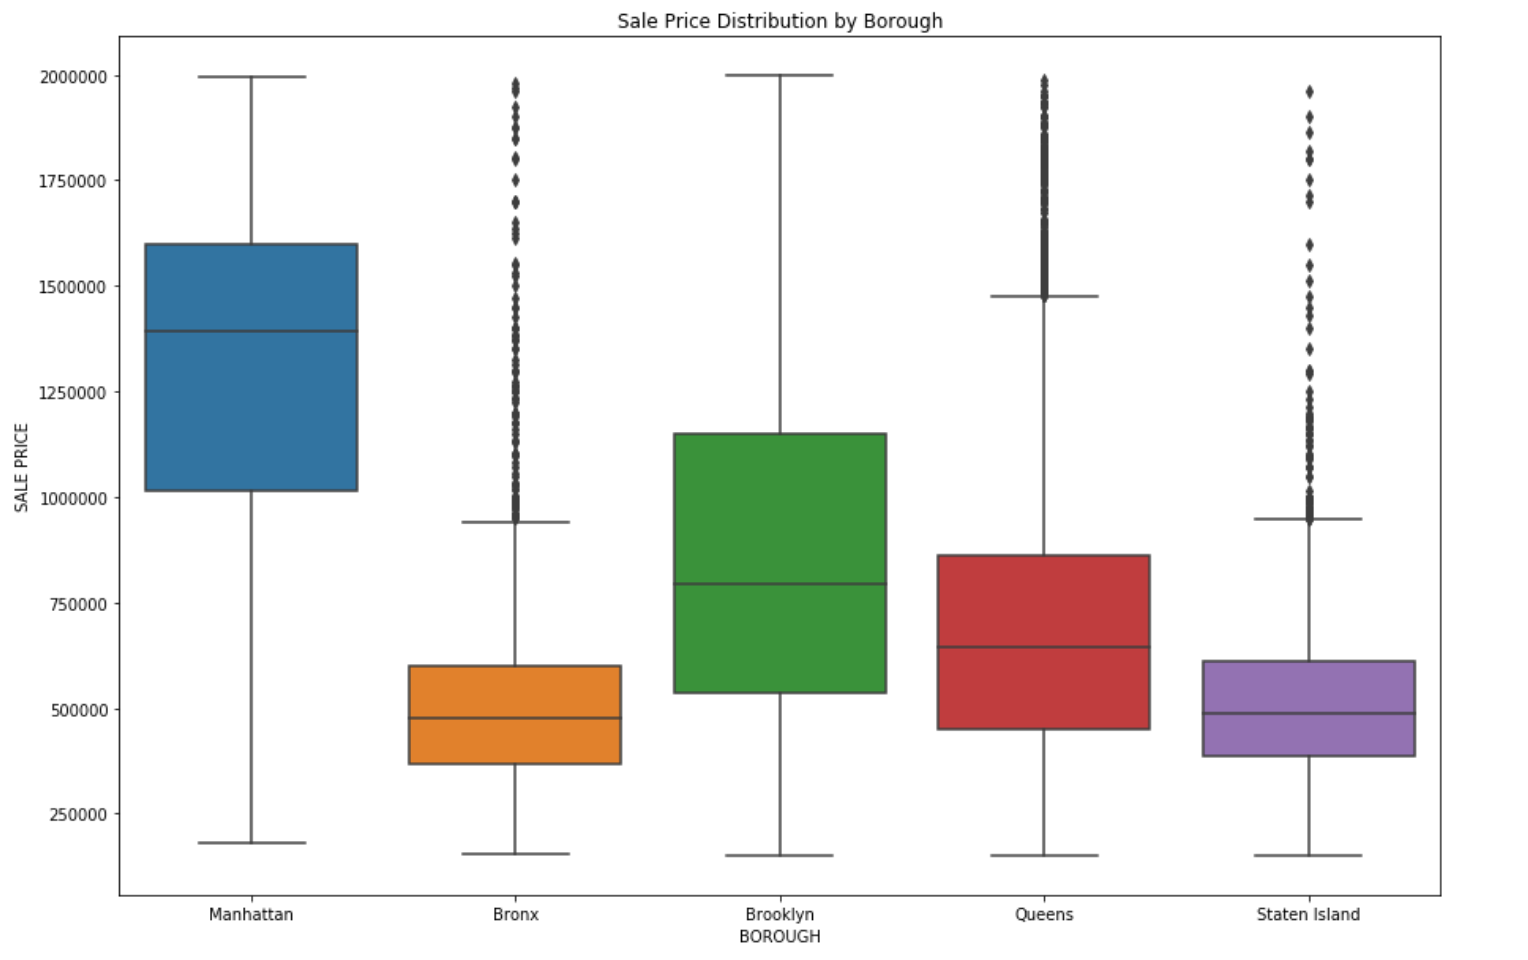 Sale Price Distribution by Borough
2000000
1750000
1500000
1250000
1000000
750000
500000
250000
SALE PRICE
Manhattan Bronx Brooklyn Queens Staten Island
BOROUGH